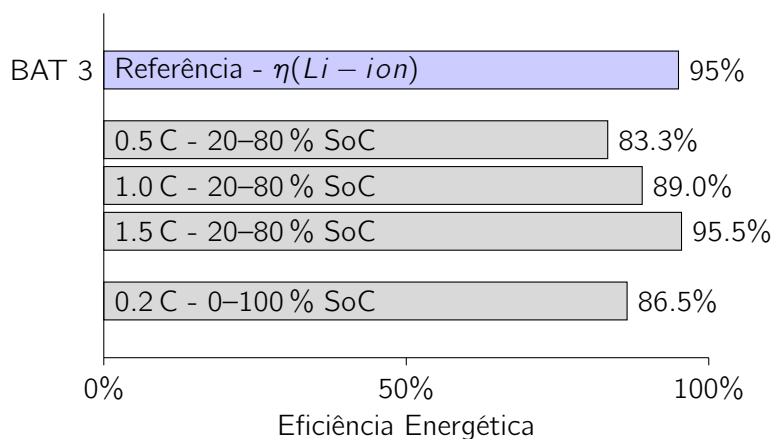 BAT 3 Referência - η(Li − ion) 95%
0.5 C - 20–80 % SoC 83.3%
1.0 C - 20–80 % SoC 89.0%
1.5 C - 20–80 % SoC 95.5%
0.2 C - 0–100 % SoC 86.5%
0% 50% 100%
Eficiência Energética